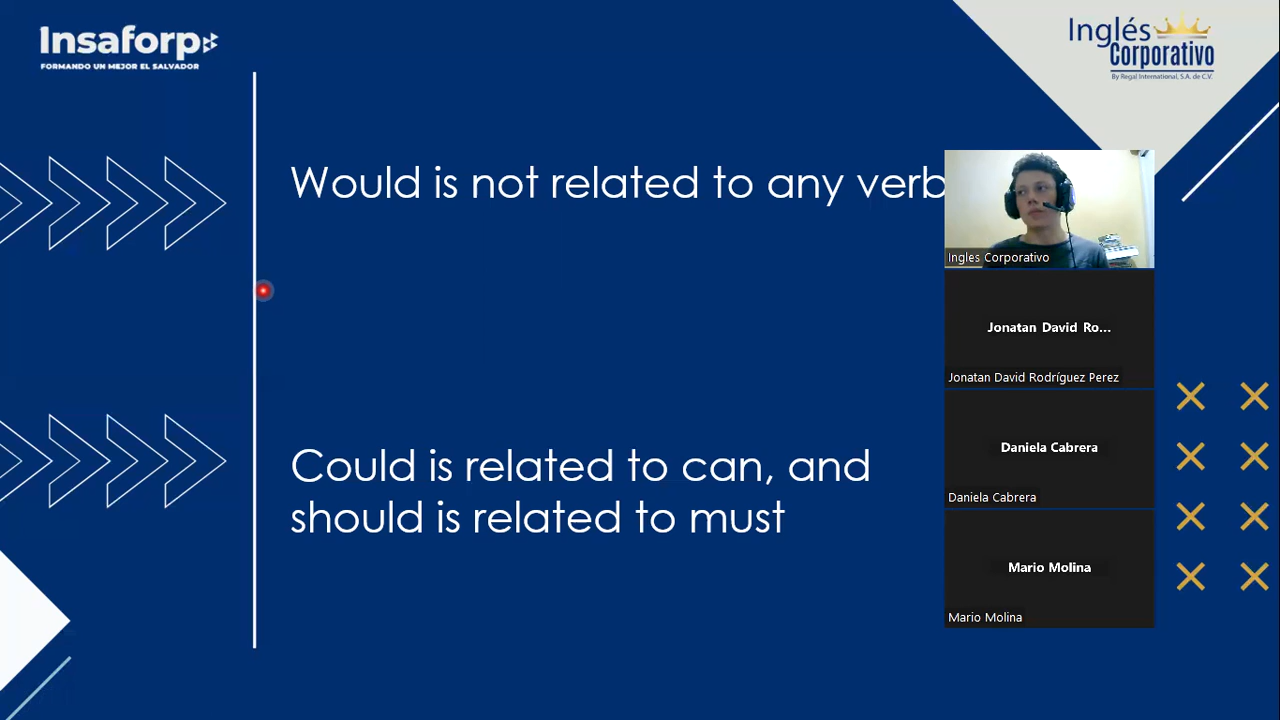 Insaforp
FORMANDO UN MEJOR EL SALVADOR
Inglés
Corporativo
By Regal International, S.A. de C.V.
Would is not related to any verb
Ingles Corporativo
Jonatan David Ro...
Jonatan David Rodríguez Perez
Daniela Cabrera
Daniela Cabrera
Could is related to can, and
should is related to must
Mario Molina
Mario Molina